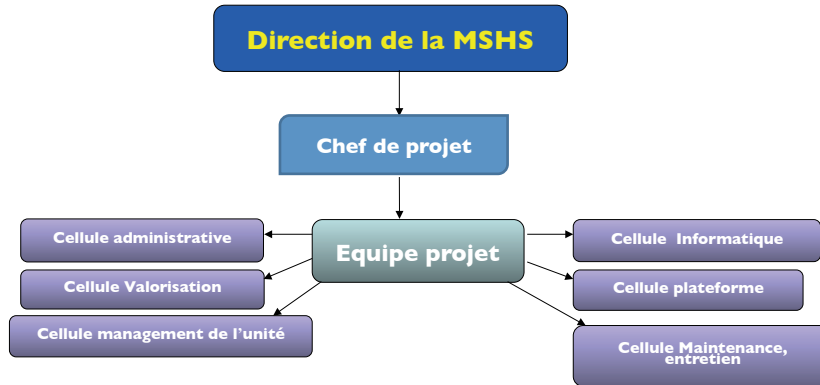 Direction de la MSHS
Chef de projet
Equipe projet
Cellule administrative
Cellule Valorisation
Cellule management de l’unité
Cellule Informatique
Cellule plateforme
Cellule Maintenance,
entretien